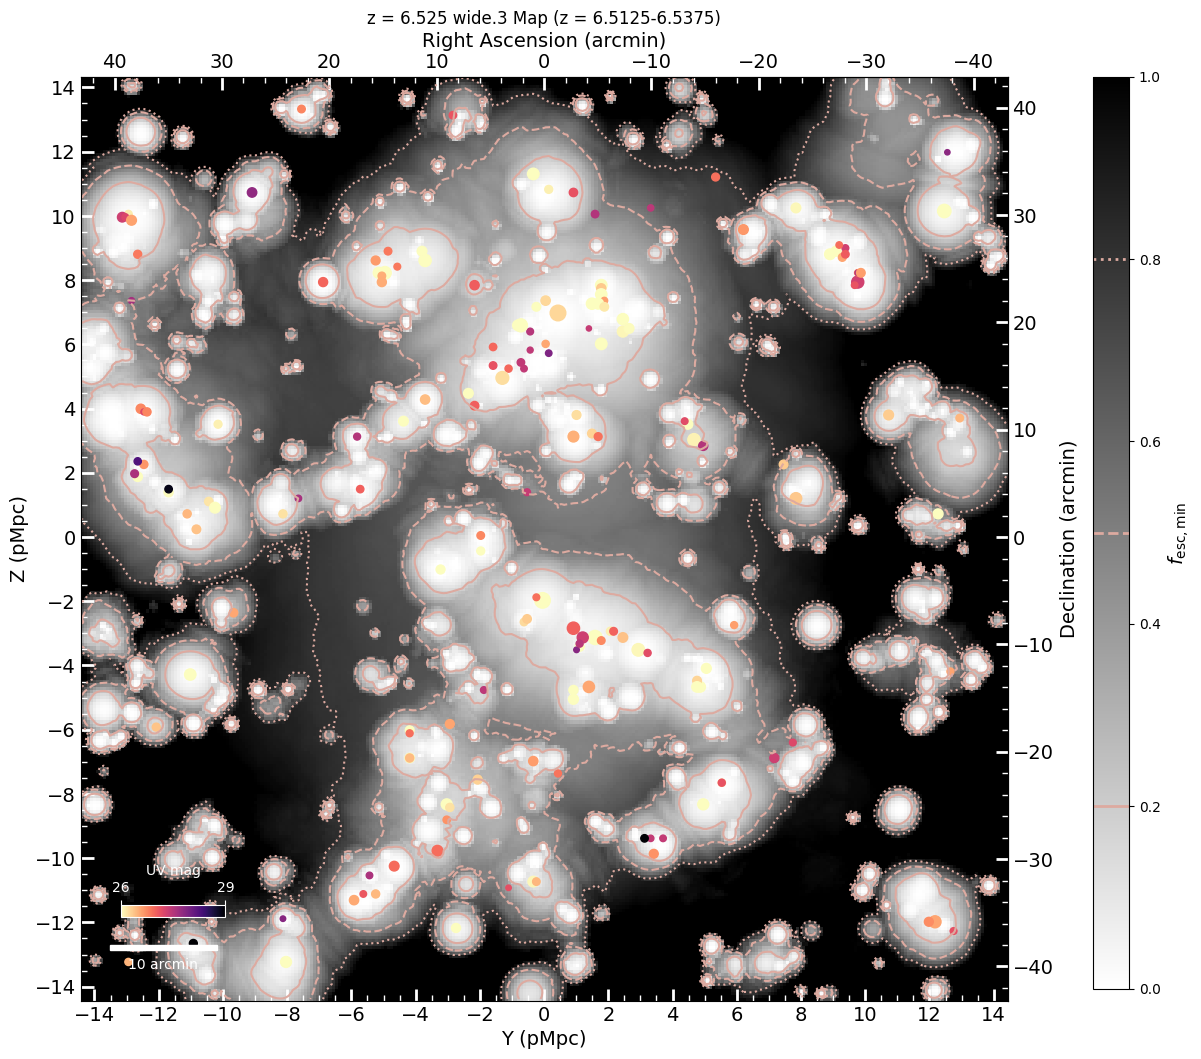 z = 6.525 wide.3 Map (z = 6.5125-6.5375)
Right Ascension (arcmin)
40 30 20 10 0 −10 −20 −30 −40
14 12 10 8 6 4 2 0 −2 −4 −6 −8 −10 −12 −14
Z (pMpc)
40 30 20 10 0 −10 −20 −30 −40
Declination (arcmin)
UV mag
26 29
10 arcmin
−14 −12 −10 −8 −6 −4 −2 0 2 4 6 8 10 12 14
Y (pMpc)
1.0
0.8
0.6
0.4
0.2
0.0
fesc,min